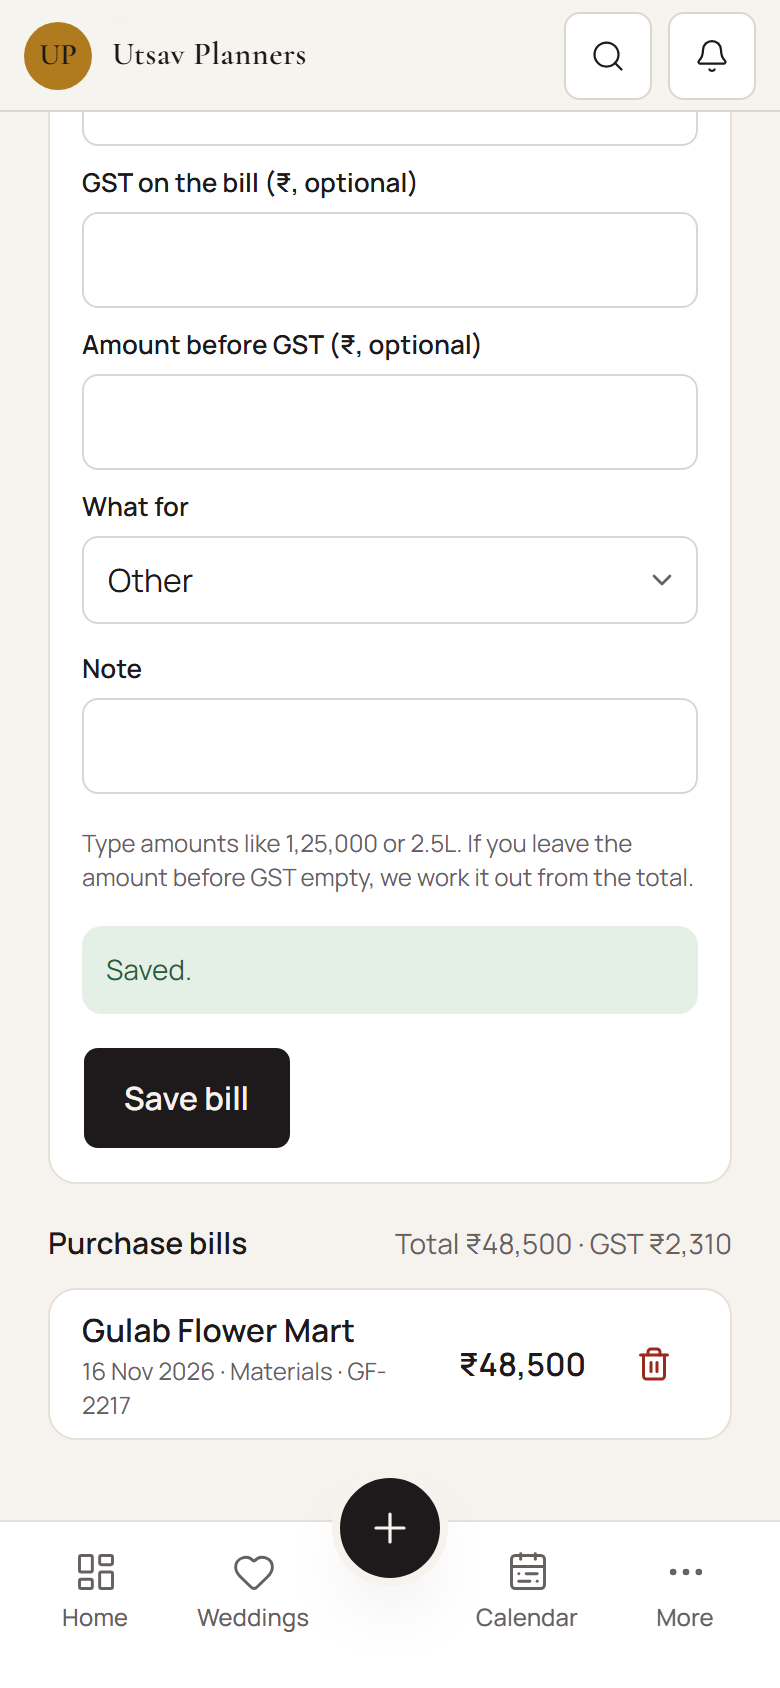 UP
Utsav Planners
GST on the bill (₹, optional)
Amount before GST (₹, optional)
What for
Other
Note
Type amounts like 1,25,000 or 2.5L. If you leave the
amount before GST empty, we work it out from the total.
Saved.
Save bill
Purchase bills
Total ₹48,500 · GST ₹2,310
Gulab Flower Mart
16 Nov 2026 · Materials · GF-
2217
₹48,500
Home
Weddings
Calendar
More